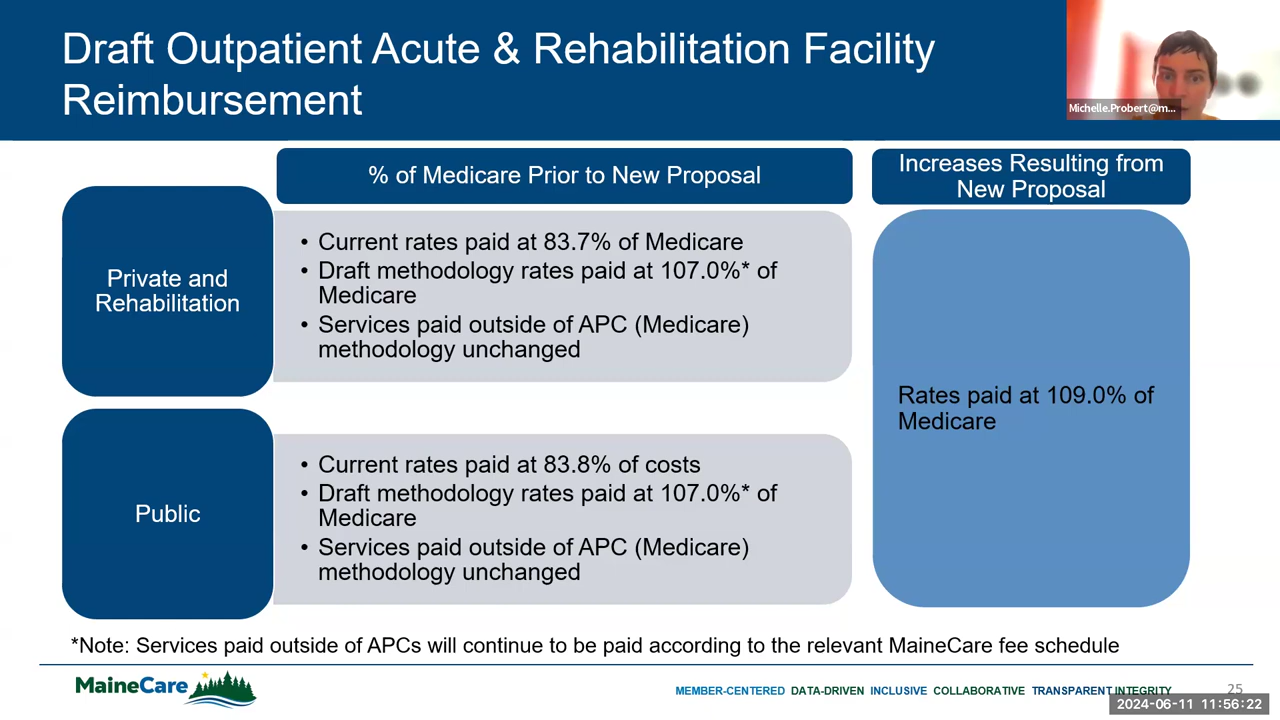 Draft Outpatient Acute & Rehabilitation Facility
Reimbursement
Michelle.Probert@m...
% of Medicare Prior to New Proposal
Increases Resulting from
New Proposal
Private and
Rehabilitation
• Current rates paid at 83.7% of Medicare
• Draft methodology rates paid at 107.0%* of
Medicare
• Services paid outside of APC (Medicare)
methodology unchanged
Rates paid at 109.0% of
Medicare
Public
• Current rates paid at 83.8% of costs
• Draft methodology rates paid at 107.0%* of
Medicare
• Services paid outside of APC (Medicare)
methodology unchanged
*Note: Services paid outside of APCs will continue to be paid according to the relevant MaineCare fee schedule
MaineCare
MEMBER-CENTERED DATA-DRIVEN INCLUSIVE COLLABORATIVE TRANSPARENT INTEGRITY
25
2024-06-11 11:56:22